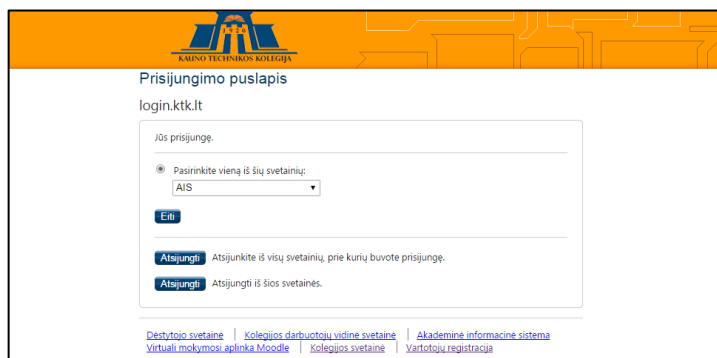 1920
KAUNO TECHNIKOS KOLEGIJA
Prisijungimo puslapis
login.ktk.lt
Jūs prisijungę.
Pasirinkite vieną iš šių svetainių:
AIS
Eiti
Atsijungti Atsijunkite iš visų svetainių, prie kurių buvote prisijungę.
Atsijungti Atsijungti iš šios svetainės.
Dėstytojo svetainė | Kolegijos darbuotojų vidinė svetainė | Akademinė informacinė sistema
Virtuali mokymosi aplinka Moodle | Kolegijos svetainė | Vartotojų registracija